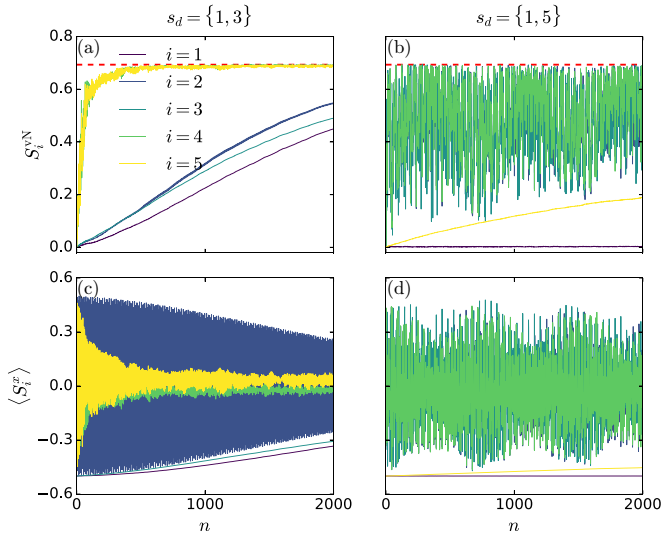 s_d = {1, 3}
s_d = {1, 5}
(a)
i = 1
i = 2
i = 3
i = 4
i = 5
0.8
0.6
0.4
0.2
0.0
S_i^vN
(b)
(c)
0.6
0.3
0.0
−0.3
−0.6
⟨S_i^x⟩
0
1000
2000
n
(d)
0
1000
2000
n